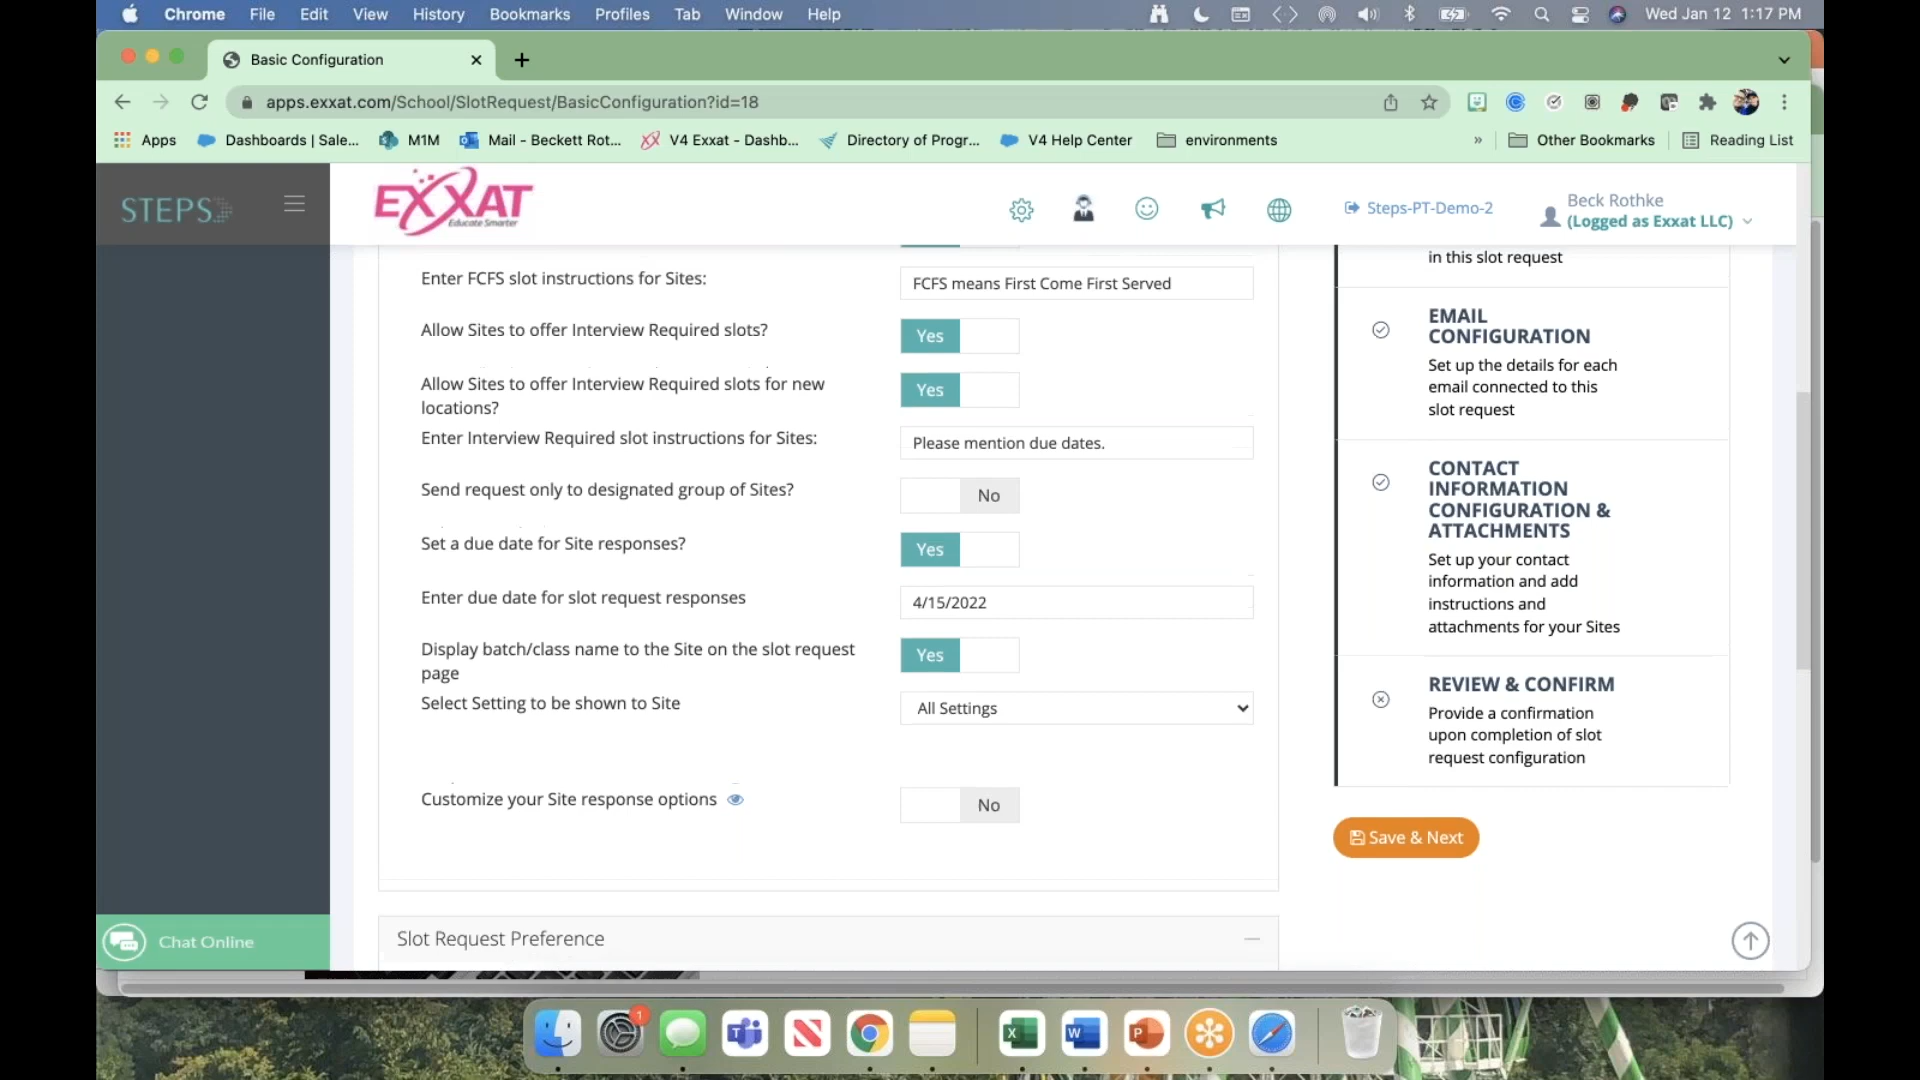 Chrome File Edit View History Bookmarks Profiles Tab Window Help Wed Jan 12 1:17 PM
Basic Configuration
apps.exxat.com/School/SlotRequest/BasicConfiguration?id=18
Apps Dashboards | Sale... M1M Mail - Beckett Rot... V4 Exxat - Dashb... Directory of Progr... V4 Help Center environments » Other Bookmarks Reading List
STEPS
EXXAT
Educate Smarter
Steps-PT-Demo-2
Beck Rothke
(Logged as Exxat LLC)
Enter FCFS slot instructions for Sites: FCFS means First Come First Served
Allow Sites to offer Interview Required slots? Yes
Allow Sites to offer Interview Required slots for new
locations?
Yes
Enter Interview Required slot instructions for Sites: Please mention due dates.
Send request only to designated group of Sites? No
Set a due date for Site responses? Yes
Enter due date for slot request responses 4/15/2022
Display batch/class name to the Site on the slot request
page
Yes
Select Setting to be shown to Site All Settings
Customize your Site response options No
Slot Request Preference
in this slot request
EMAIL
CONFIGURATION
Set up the details for each
email connected to this
slot request
CONTACT
INFORMATION
CONFIGURATION &
ATTACHMENTS
Set up your contact
information and add
instructions and
attachments for your Sites
REVIEW & CONFIRM
Provide a confirmation
upon completion of slot
request configuration
Save & Next
Chat Online
1